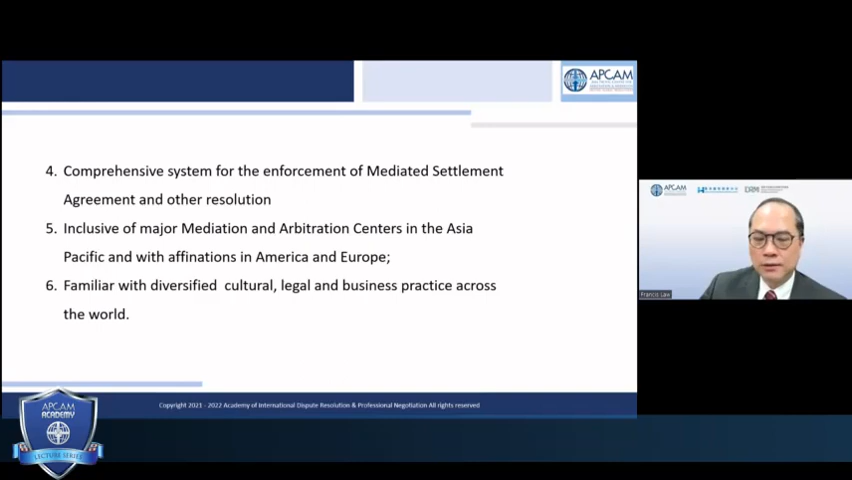 APCAM
4. Comprehensive system for the enforcement of Mediated Settlement
Agreement and other resolution
5. Inclusive of major Mediation and Arbitration Centers in the Asia
Pacific and with affinations in America and Europe;
6. Familiar with diversified cultural, legal and business practice across
the world.
APCAM
Francis Law
APCAM
ACADEMY
LECTURE SERIES
Copyright 2021 - 2022 Academy of International Dispute Resolution & Professional Negotiation All rights reserved